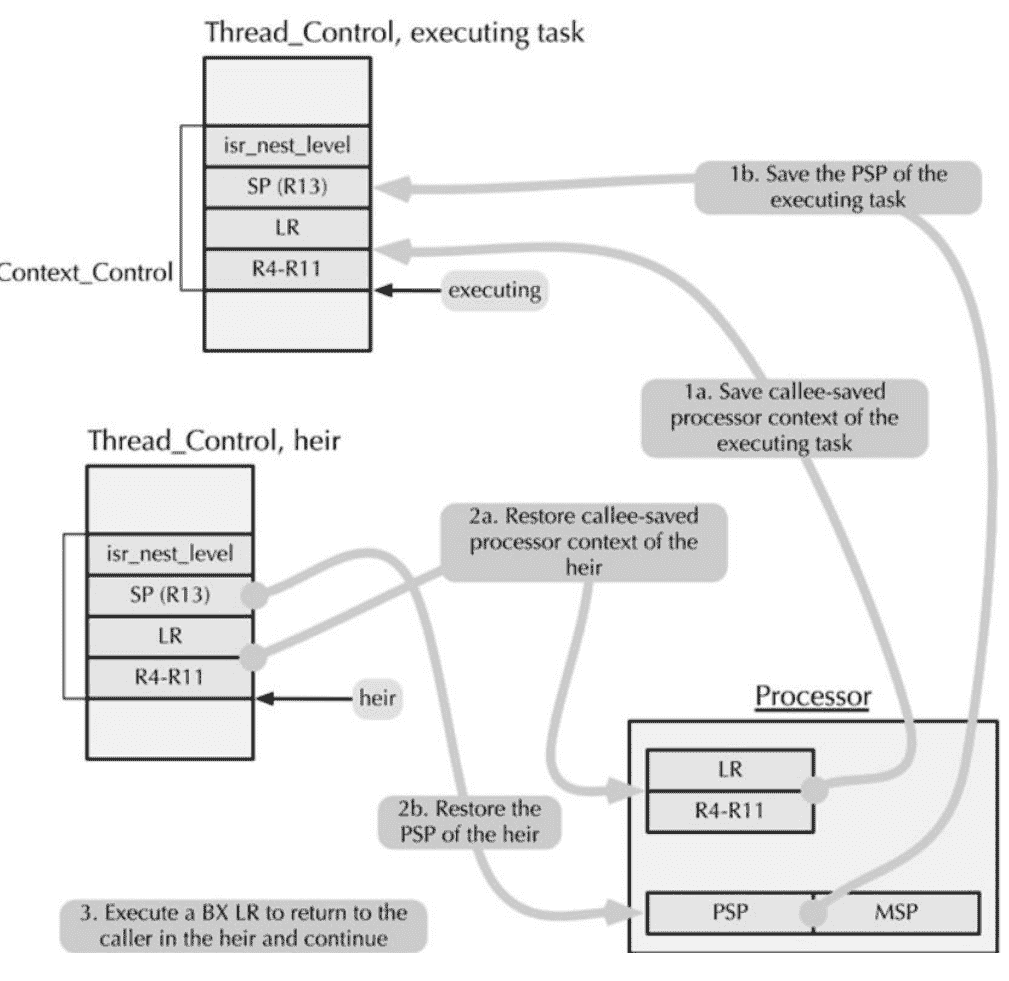 Thread_Control, executing task
isr_nest_level
SP (R13)
LR
R4-R11
Context_Control
executing
1b. Save the PSP of the
executing task
1a. Save callee-saved
processor context of the
executing task
Thread_Control, heir
isr_nest_level
SP (R13)
LR
R4-R11
heir
2a. Restore callee-saved
processor context of the
heir
2b. Restore the
PSP of the heir
Processor
LR
R4-R11
PSP
MSP
3. Execute a BX LR to return to the
caller in the heir and continue